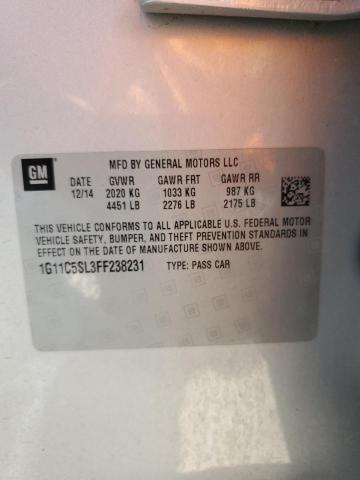 GM
MFD BY GENERAL MOTORS LLC
DATE GVWR GAWR FRT GAWR RR
12/14 2020 KG 1033 KG 987 KG
4451 LB 2276 LB 2175 LB
THIS VEHICLE CONFORMS TO ALL APPLICABLE U.S. FEDERAL MOTOR
VEHICLE SAFETY, BUMPER, AND THEFT PREVENTION STANDARDS IN
EFFECT ON THE DATE OF MANUFACTURE SHOWN ABOVE.
1G11C5SL3FF238231 TYPE: PASS CAR